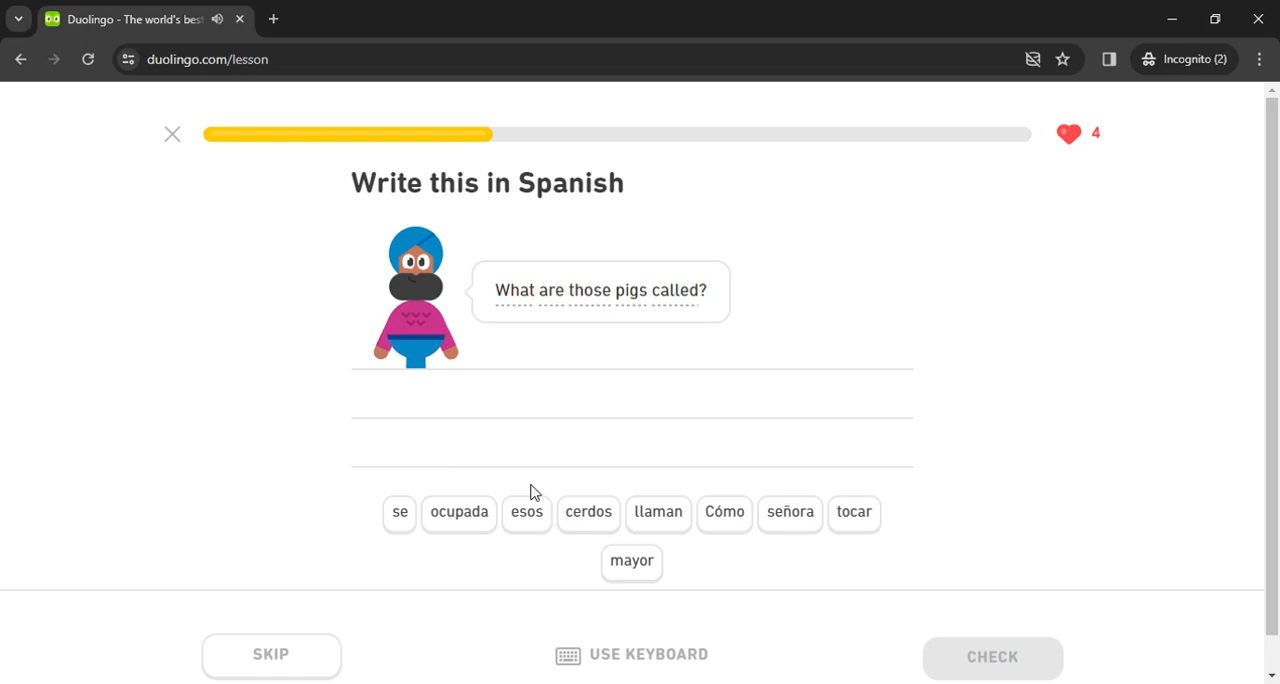 Duolingo - The world's bes
duolingo.com/lesson
Incognito (2)
4
Write this in Spanish
What are those pigs called?
se ocupada esos cerdos llaman Cómo señora tocar
mayor
SKIP USE KEYBOARD CHECK